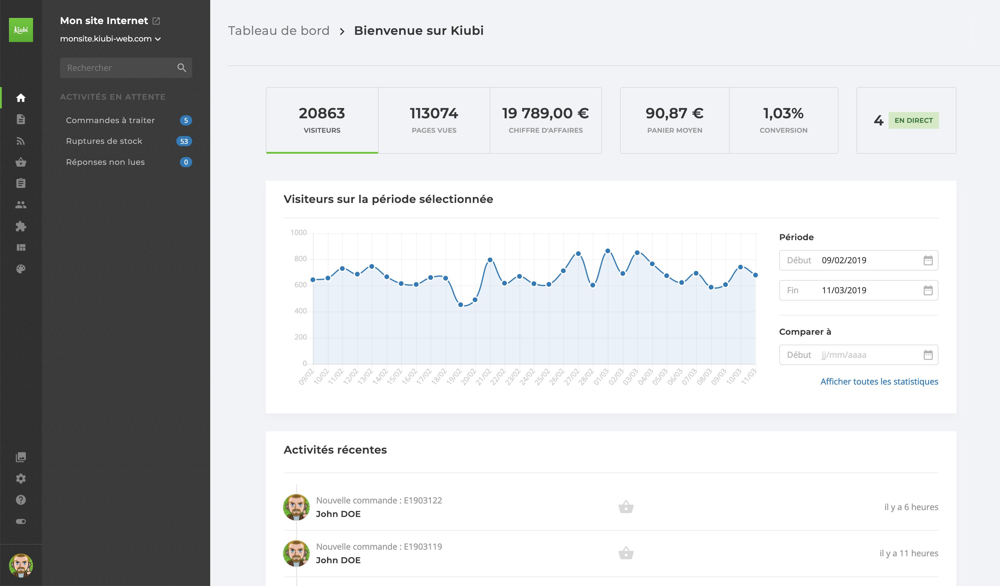 Kiubi
Mon site Internet
monsite.kiubi-web.com
Rechercher
ACTIVITÉS EN ATTENTE
Commandes à traiter 5
Ruptures de stock 53
Réponses non lues 0
Tableau de bord > Bienvenue sur Kiubi
20863
VISITEURS
113074
PAGES VUES
19 789,00 €
CHIFFRE D'AFFAIRES
90,87 €
PANIER MOYEN
1,03%
CONVERSION
4 EN DIRECT
Visiteurs sur la période sélectionnée
1000
800
600
400
200
0
09/02 10/02 11/02 12/02 13/02 14/02 15/02 16/02 17/02 18/02 19/02 20/02 21/02 22/02 23/02 24/02 25/02 26/02 27/02 28/02 01/03 02/03 03/03 04/03 05/03 06/03 07/03 08/03 09/03 10/03 11/03
Période
Début 09/02/2019
Fin 11/03/2019
Comparer à
Début jj/mm/aaaa
Afficher toutes les statistiques
Activités récentes
Nouvelle commande : E1903122
John DOE
il y a 6 heures
Nouvelle commande : E1903119
John DOE
il y a 11 heures